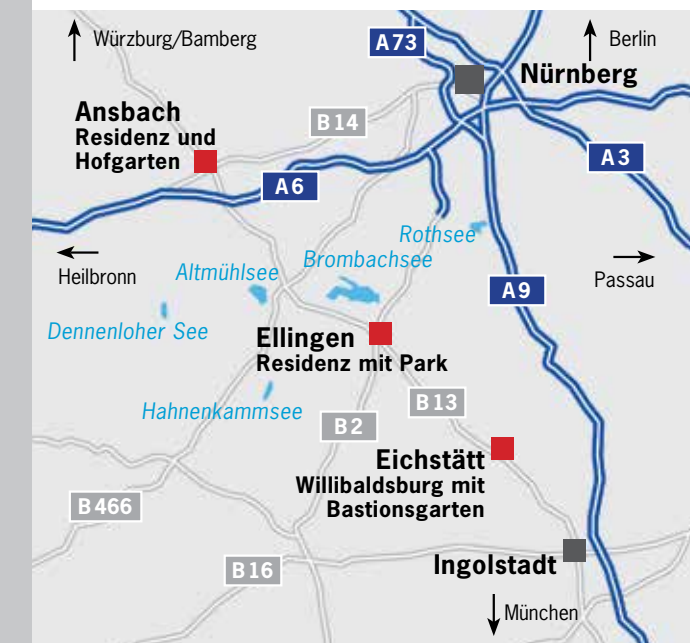 Würzburg/Bamberg
A73
Berlin
Nürnberg
Ansbach
Residenz und
Hofgarten
B14
A3
A6
Rothsee
Brombachsee
Altmühlsee
Heilbronn
Passau
A9
Dennenloher See
Ellingen
Residenz mit Park
Hahnenkammsee
B13
B2
Eichstätt
Willibaldsburg mit
Bastionsgarten
B466
B16
Ingolstadt
München